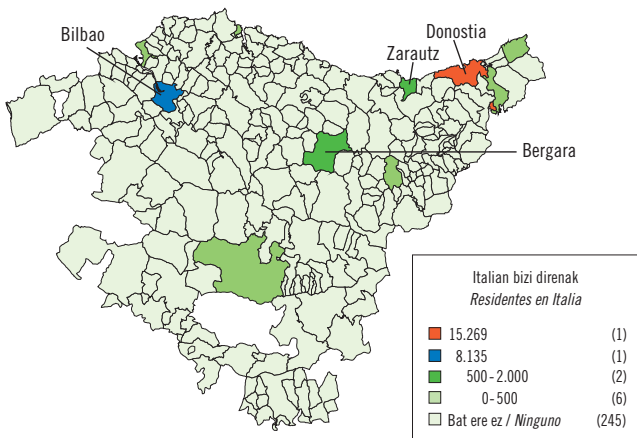 Bilbao
Donostia
Zarautz
Bergara
Italian bizi direnak
Residentes en Italia
15.269 (1)
8.135 (1)
500-2.000 (2)
0-500 (6)
Bat ere ez / Ninguno (245)